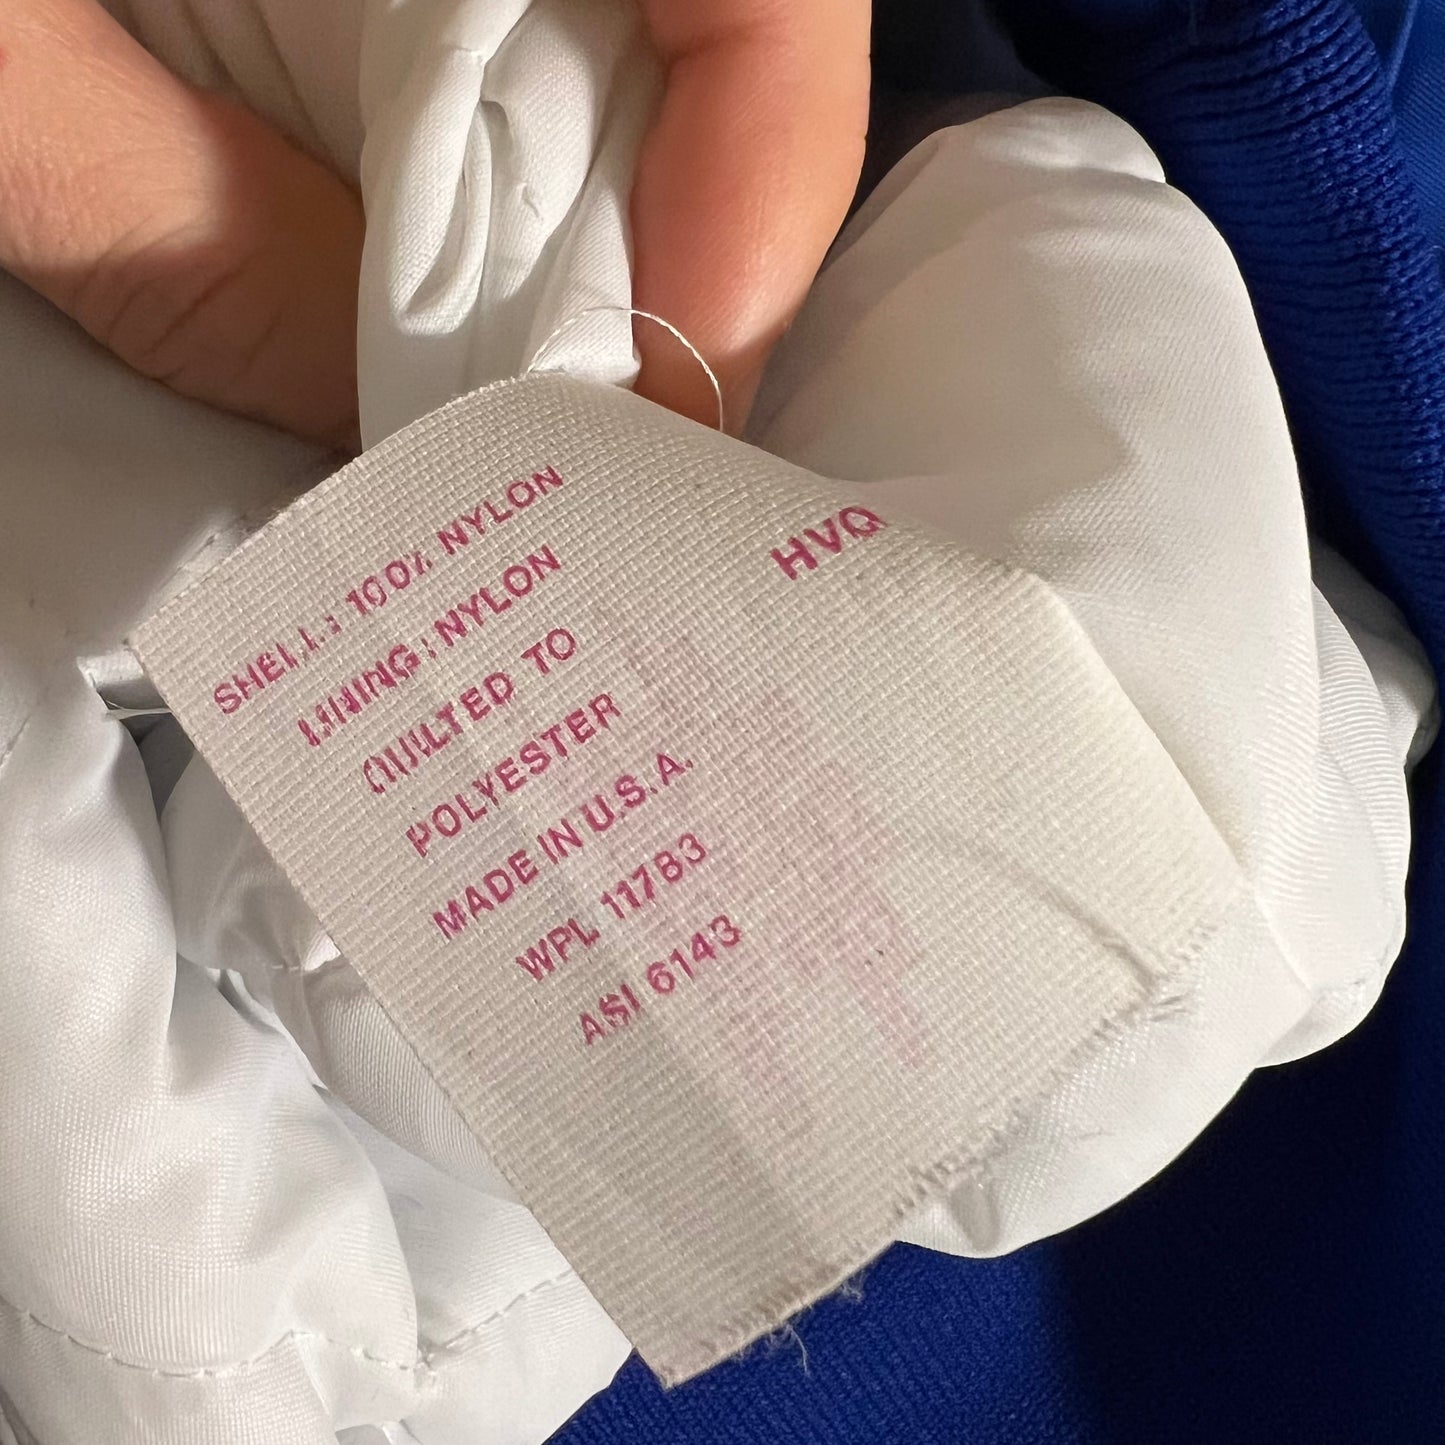 SHELL: 100% NYLON
LINING: NYLON
QUILTED TO
POLYESTER
MADE IN U.S.A.
WPL 11783
ASI 6143
HVQ